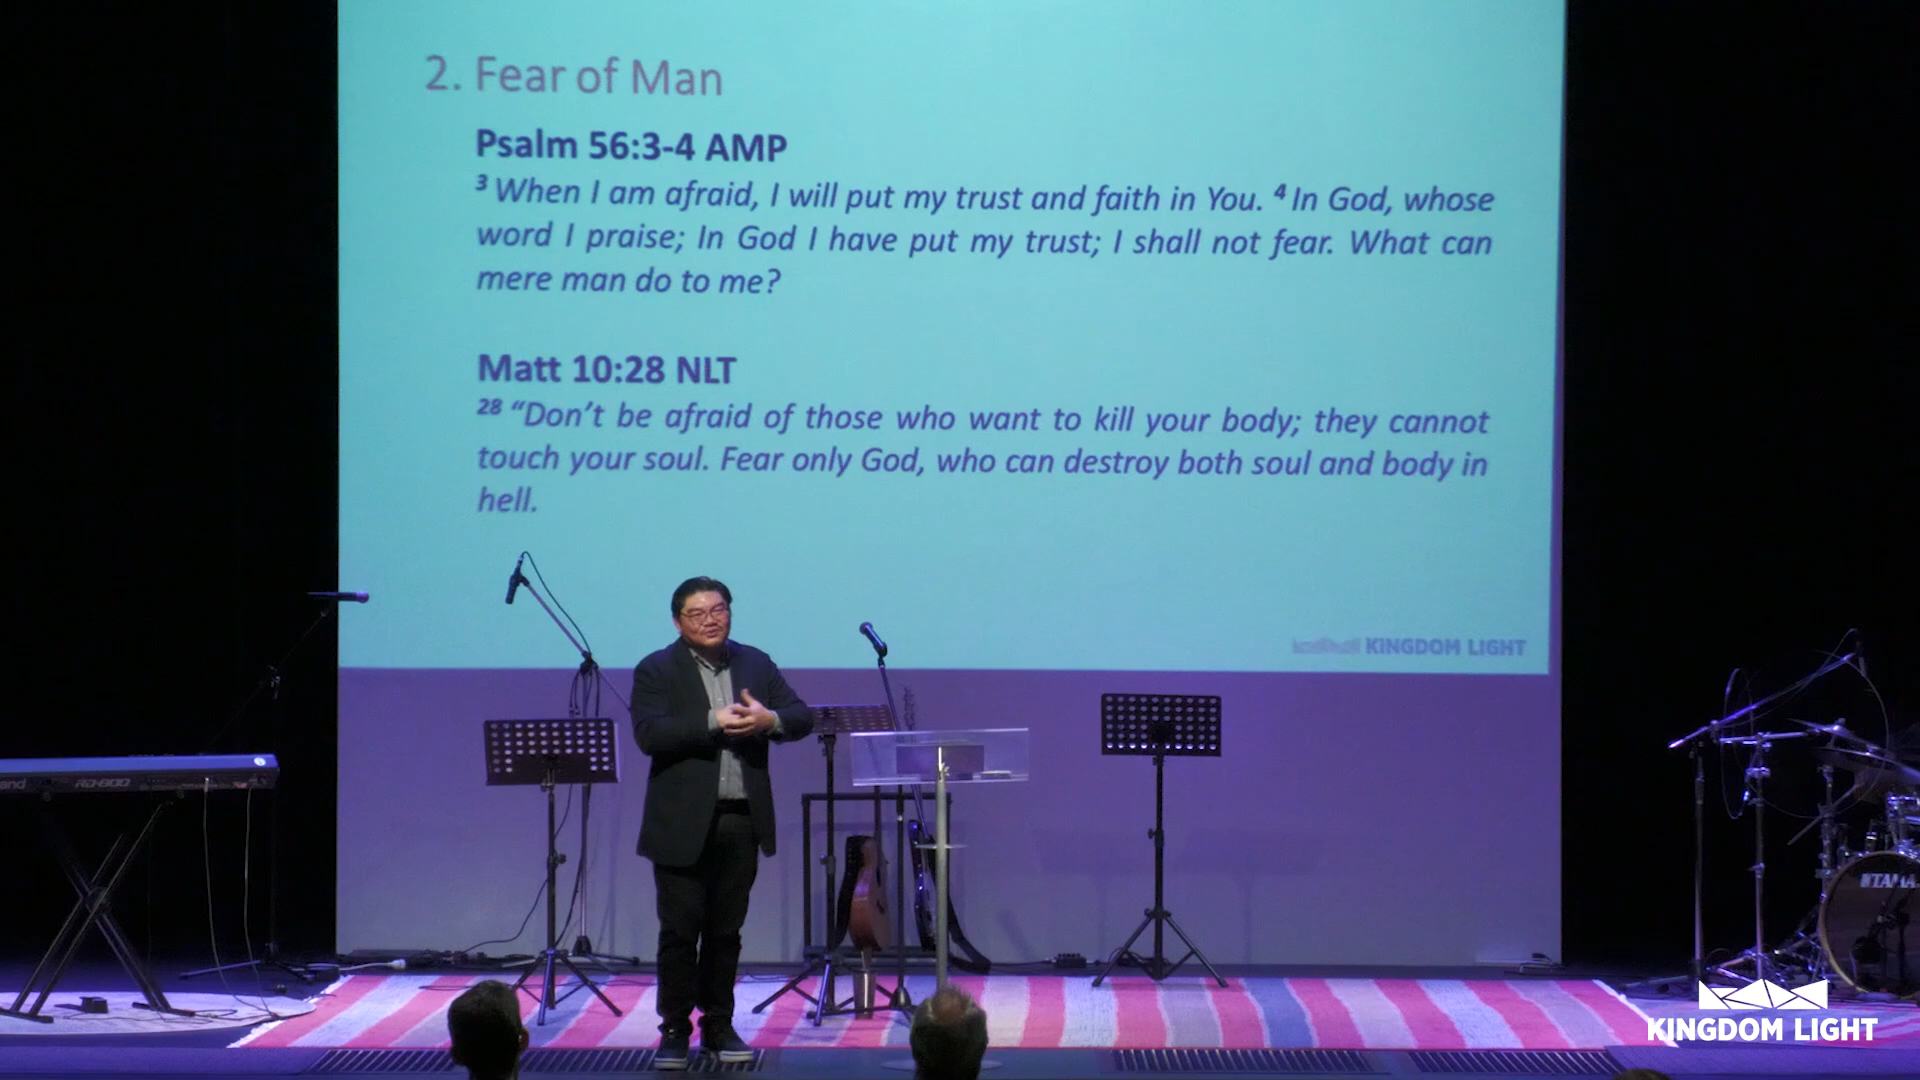 2. Fear of Man
Psalm 56:3-4 AMP
3 When I am afraid, I will put my trust and faith in You. 4 In God, whose
word I praise; In God I have put my trust; I shall not fear. What can
mere man do to me?
Matt 10:28 NLT
28 “Don’t be afraid of those who want to kill your body; they cannot
touch your soul. Fear only God, who can destroy both soul and body in
hell.
KINGDOM LIGHT
RD-800
TAMA
KINGDOM LIGHT